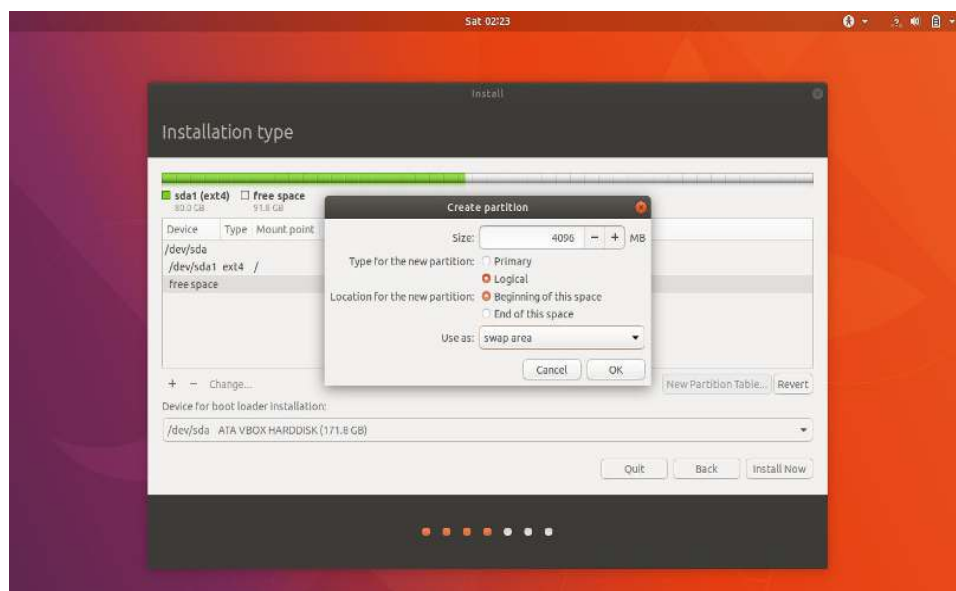 Sat 02:23
Install
Installation type
sda1 (ext4) free space
80.0 GB 91.8 GB
Create partition
Device Type Mount point
Size: 4096 − + MB
/dev/sda
Type for the new partition: Primary
/dev/sda1 ext4 /
Logical
free space
Location for the new partition: Beginning of this space
End of this space
Use as: swap area
Cancel OK
+ − Change...
New Partition Table... Revert
Device for boot loader installation:
/dev/sda ATA VBOX HARDDISK (171.8 GB)
Quit Back Install Now